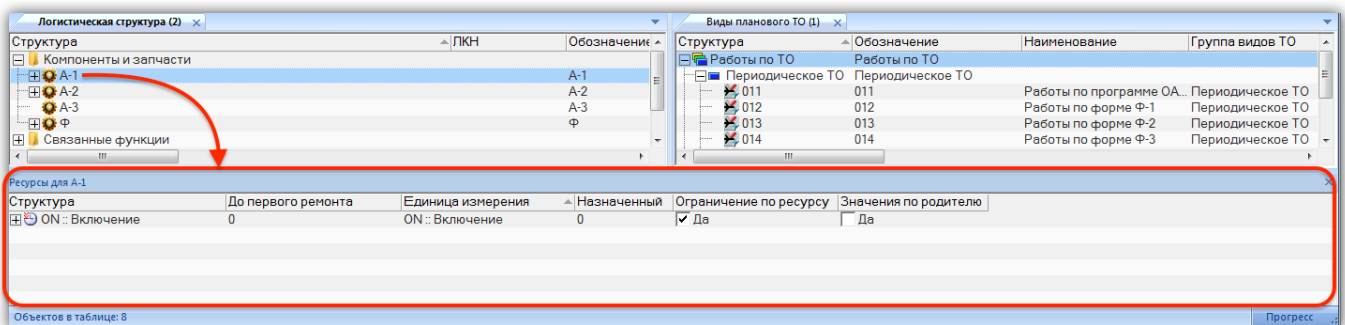 Логистическая структура (2)
Структура ЛКН Обозначение
Компоненты и запчасти
А-1 А-1
А-2 А-2
А-3 А-3
Ф Ф
Связанные функции
Виды планового ТО (1)
Структура Обозначение Наименование Группа видов ТО
Работы по ТО Работы по ТО
Периодическое ТО Периодическое ТО
011 011 Работы по программе ОА... Периодическое ТО
012 012 Работы по форме Ф-1 Периодическое ТО
013 013 Работы по форме Ф-2 Периодическое ТО
014 014 Работы по форме Ф-3 Периодическое ТО
Ресурсы для А-1
Структура До первого ремонта Единица измерения Назначенный Ограничение по ресурсу Значения по родителю
ON :: Включение 0 ON :: Включение 0 Да Да
Объектов в таблице: 8 Прогресс